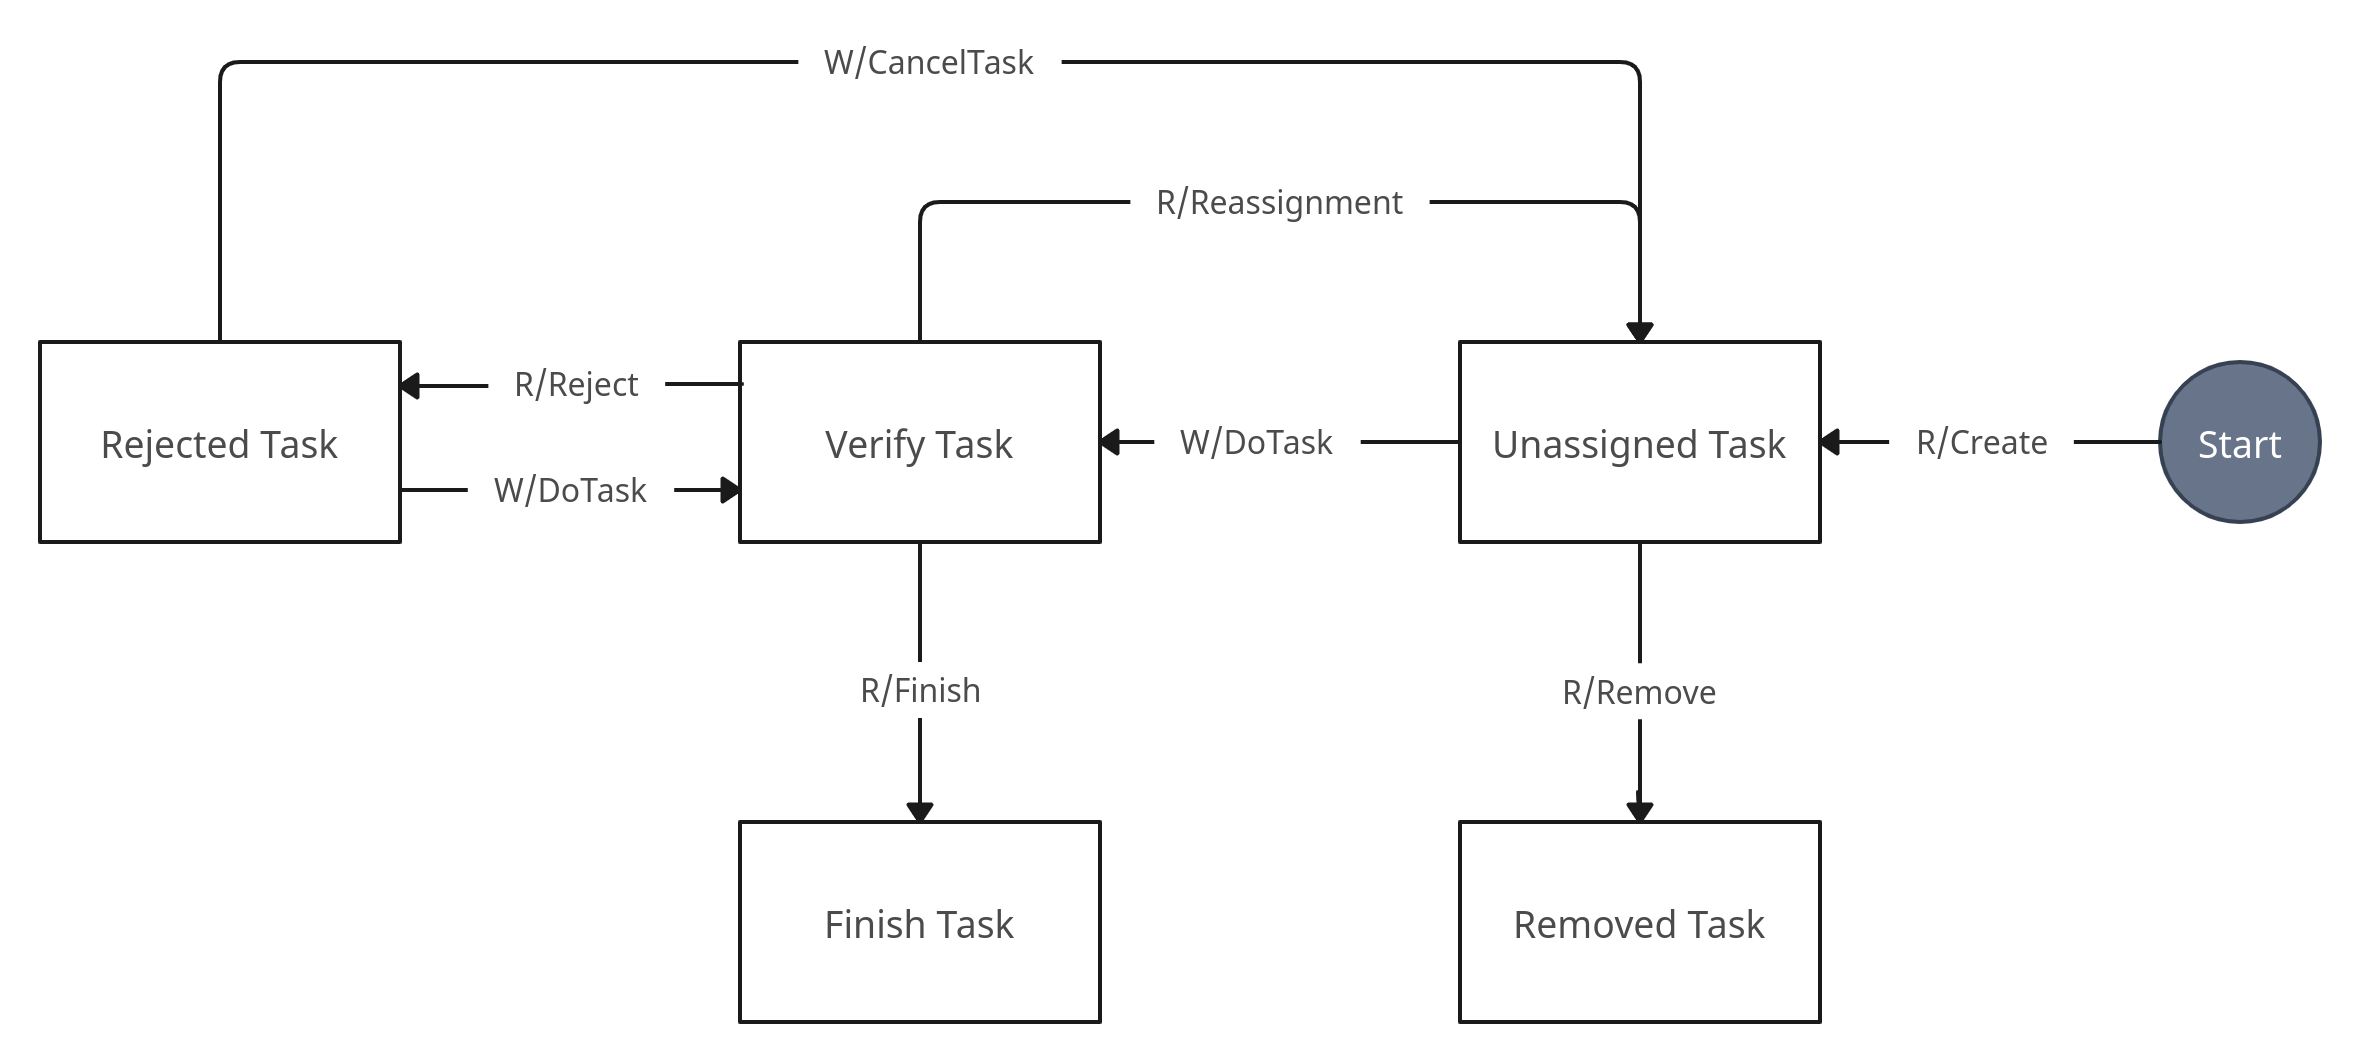 W/CancelTask
R/Reassignment
R/Reject
Rejected Task
Verify Task
W/DoTask
Unassigned Task
R/Create
Start
W/DoTask
R/Finish
R/Remove
Finish Task
Removed Task